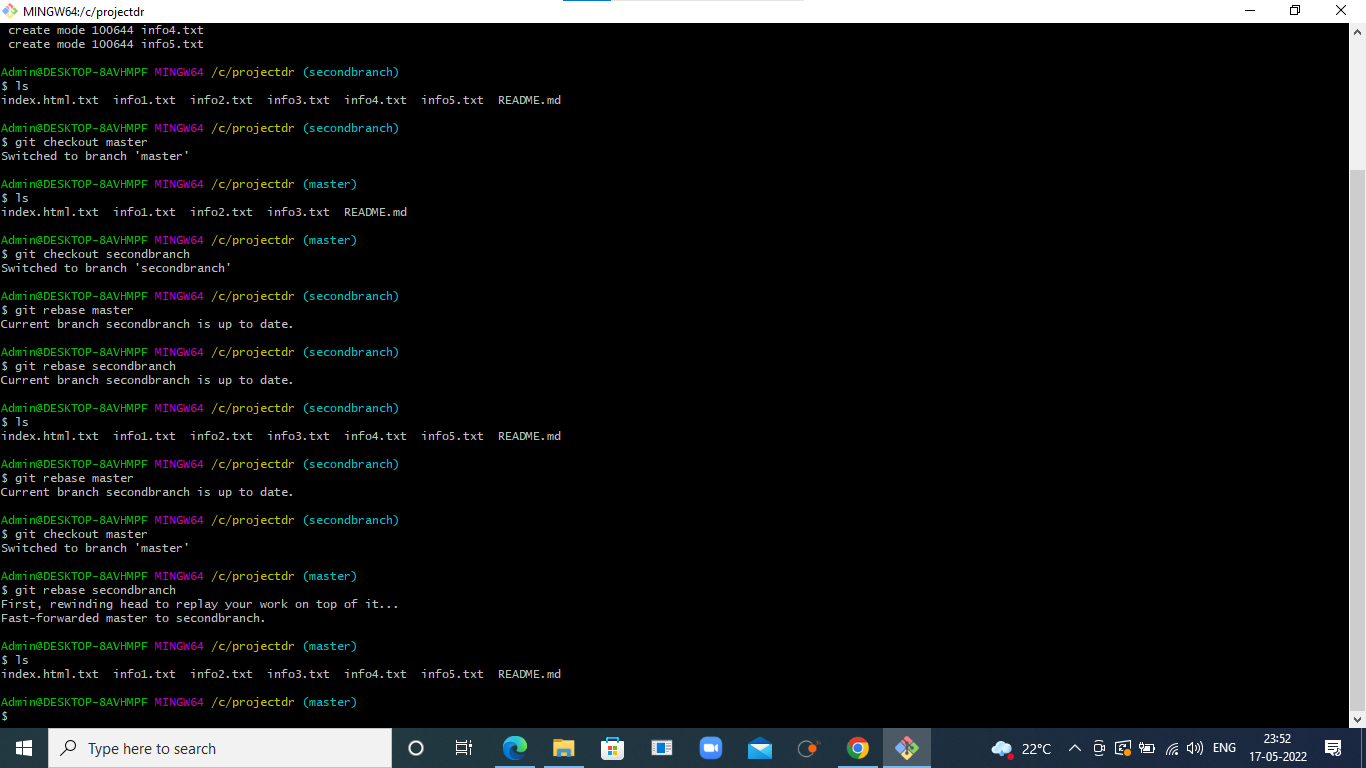 MINGW64:/c/projectdr
create mode 100644 info4.txt
create mode 100644 info5.txt
Admin@DESKTOP-8AVHMPF MINGW64 /c/projectdr (secondbranch)
$ ls
index.html.txt  info1.txt  info2.txt  info3.txt  info4.txt  info5.txt  README.md
Admin@DESKTOP-8AVHMPF MINGW64 /c/projectdr (secondbranch)
$ git checkout master
Switched to branch 'master'
Admin@DESKTOP-8AVHMPF MINGW64 /c/projectdr (master)
$ ls
index.html.txt  info1.txt  info2.txt  info3.txt  README.md
Admin@DESKTOP-8AVHMPF MINGW64 /c/projectdr (master)
$ git checkout secondbranch
Switched to branch 'secondbranch'
Admin@DESKTOP-8AVHMPF MINGW64 /c/projectdr (secondbranch)
$ git rebase master
Current branch secondbranch is up to date.
Admin@DESKTOP-8AVHMPF MINGW64 /c/projectdr (secondbranch)
$ git rebase secondbranch
Current branch secondbranch is up to date.
Admin@DESKTOP-8AVHMPF MINGW64 /c/projectdr (secondbranch)
$ ls
index.html.txt  info1.txt  info2.txt  info3.txt  info4.txt  info5.txt  README.md
Admin@DESKTOP-8AVHMPF MINGW64 /c/projectdr (secondbranch)
$ git rebase master
Current branch secondbranch is up to date.
Admin@DESKTOP-8AVHMPF MINGW64 /c/projectdr (secondbranch)
$ git checkout master
Switched to branch 'master'
Admin@DESKTOP-8AVHMPF MINGW64 /c/projectdr (master)
$ git rebase secondbranch
First, rewinding head to replay your work on top of it...
Fast-forwarded master to secondbranch.
Admin@DESKTOP-8AVHMPF MINGW64 /c/projectdr (master)
$ ls
index.html.txt  info1.txt  info2.txt  info3.txt  info4.txt  info5.txt  README.md
Admin@DESKTOP-8AVHMPF MINGW64 /c/projectdr (master)
$
Type here to search
22°C
ENG
23:52
17-05-2022